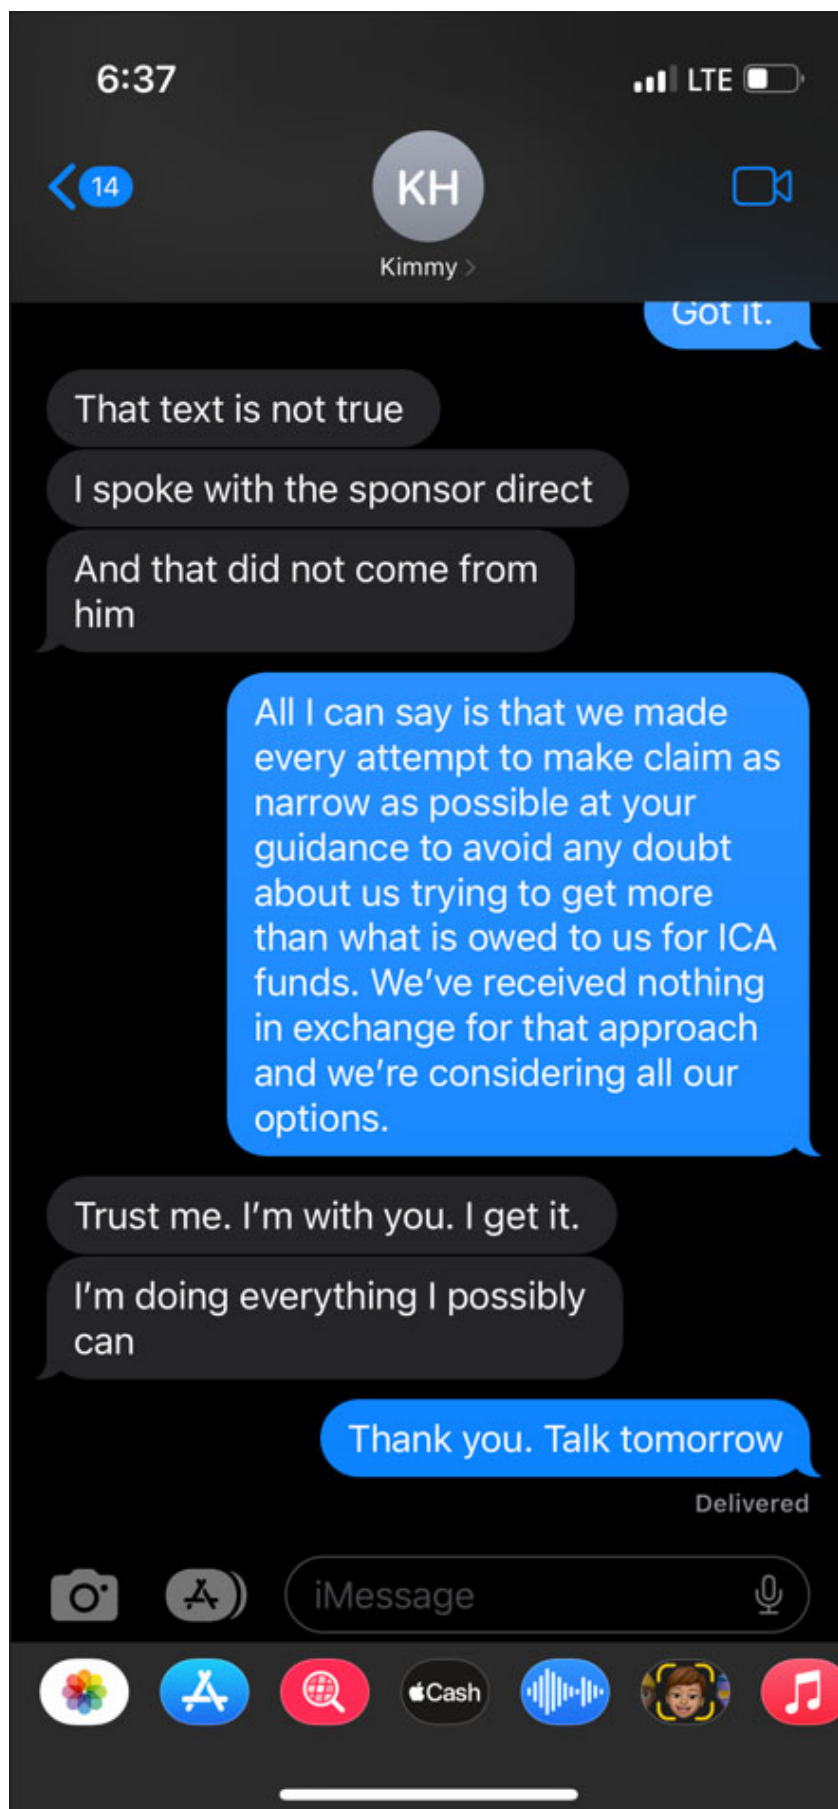 6:37
LTE
14
KH
Kimmy
Got it.
That text is not true
I spoke with the sponsor direct
And that did not come from
him
All I can say is that we made
every attempt to make claim as
narrow as possible at your
guidance to avoid any doubt
about us trying to get more
than what is owed to us for ICA
funds. We’ve received nothing
in exchange for that approach
and we’re considering all our
options.
Trust me. I’m with you. I get it.
I’m doing everything I possibly
can
Thank you. Talk tomorrow
Delivered
iMessage
Cash